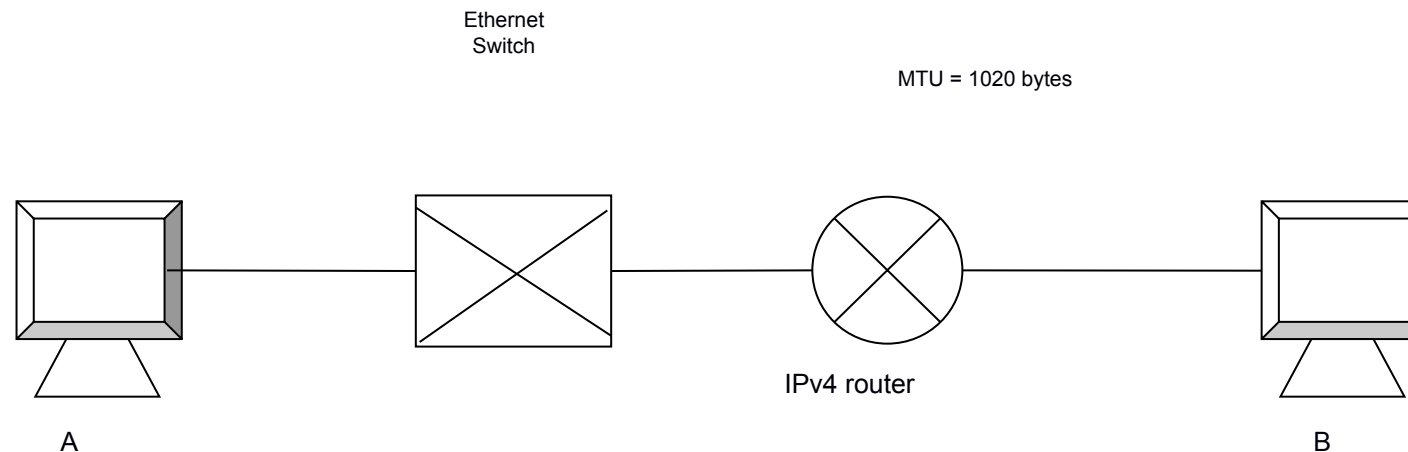 Ethernet
Switch
MTU = 1020 bytes
IPv4 router
A
B